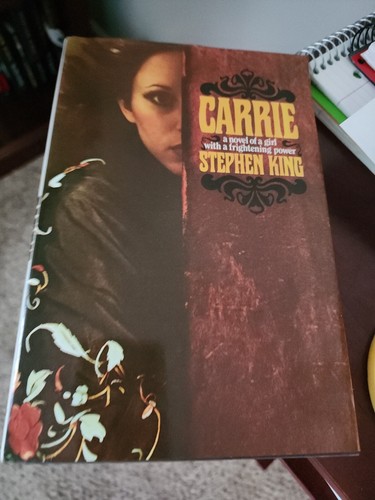 CARRIE
a novel of a girl
with a frightening power
STEPHEN KING